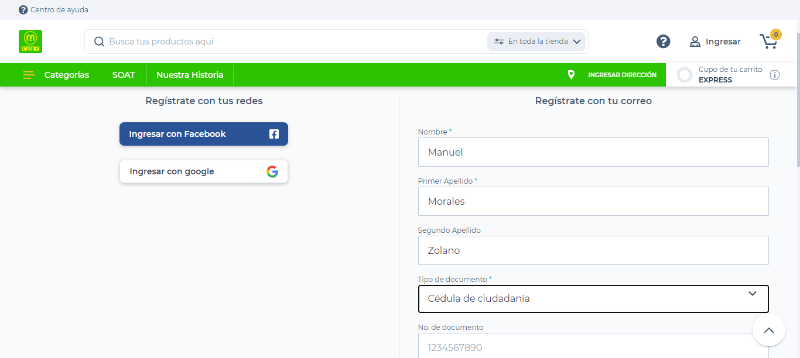 Centro de ayuda
Busca tus productos aquí
En toda la tienda
Ingresar
0
Categorías
SOAT
Nuestra Historia
INGRESAR DIRECCIÓN
Cupo de tu carrito
EXPRESS
Regístrate con tus redes
Ingresar con Facebook
Ingresar con google
Regístrate con tu correo
Nombre *
Manuel
Primer Apellido *
Morales
Segundo Apellido
Zolano
Tipo de documento *
Cédula de ciudadanía
No. de documento
1234567890